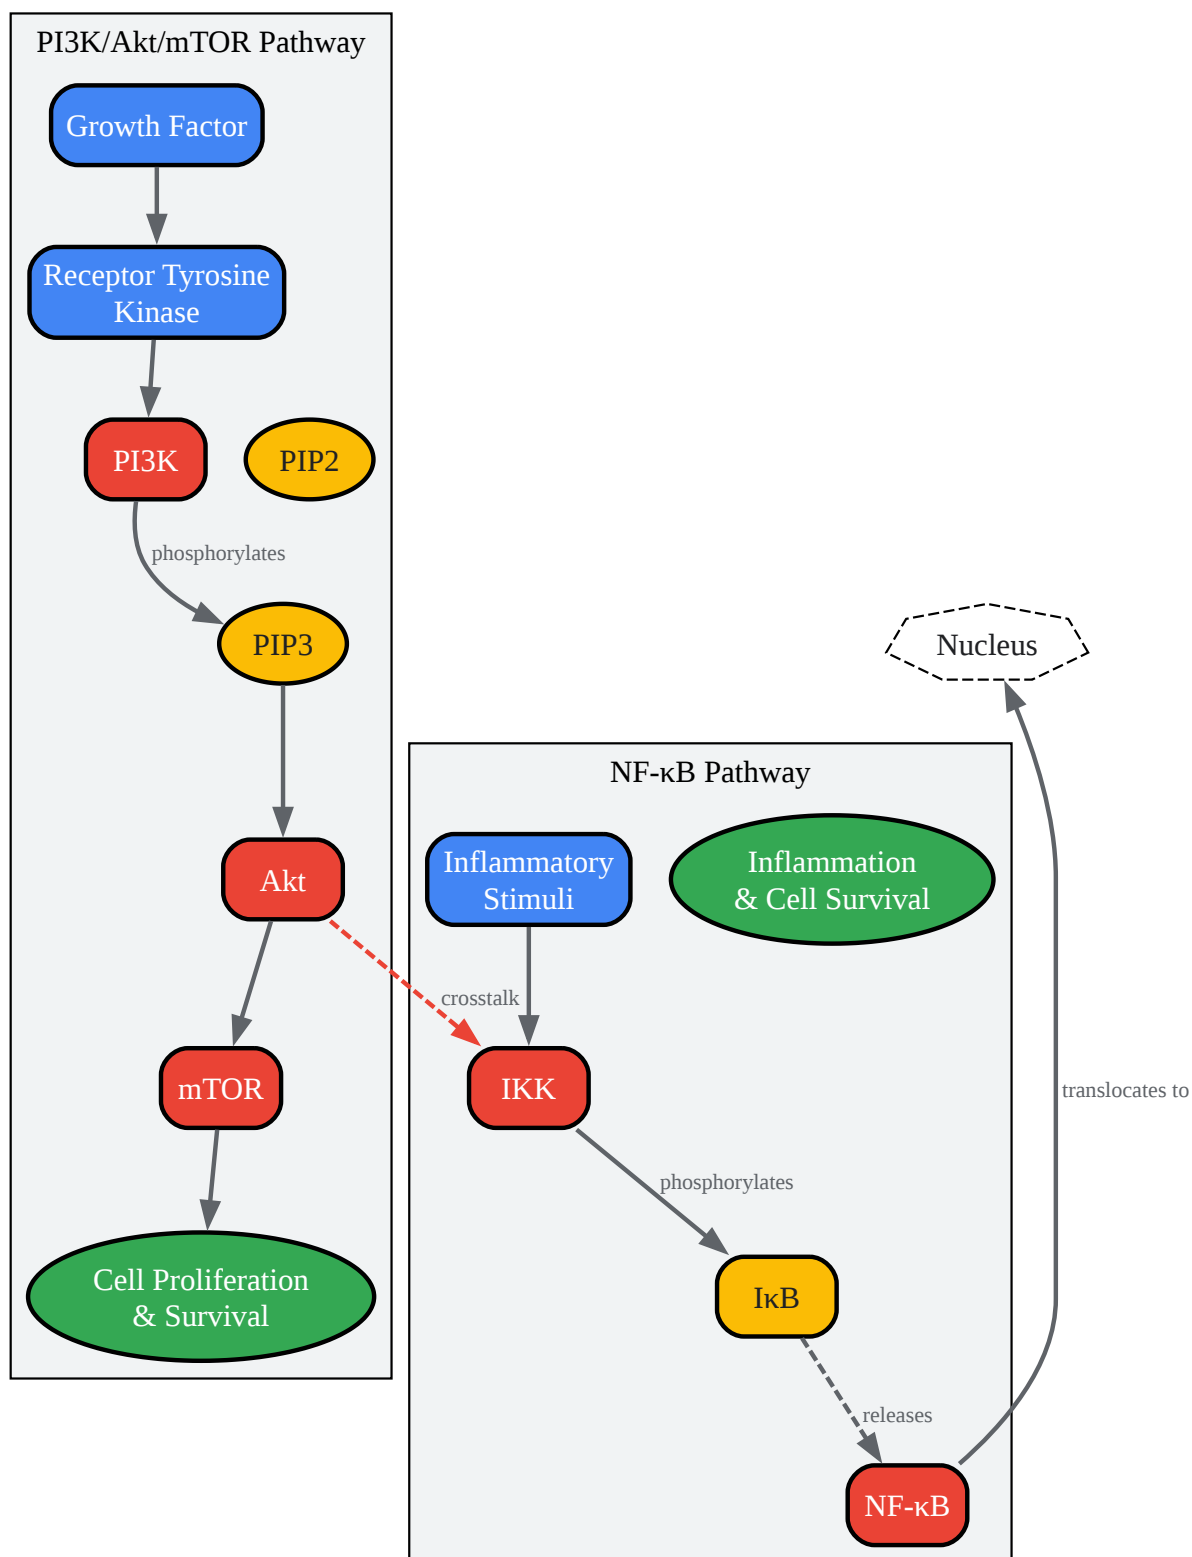 PI3K/Akt/mTOR Pathway
Growth Factor
Receptor Tyrosine
Kinase
PI3K
PIP2
phosphorylates
PIP3
Akt
mTOR
Cell Proliferation
& Survival
crosstalk
NF-κB Pathway
Inflammatory
Stimuli
Inflammation
& Cell Survival
IKK
phosphorylates
IκB
releases
NF-κB
translocates to
Nucleus